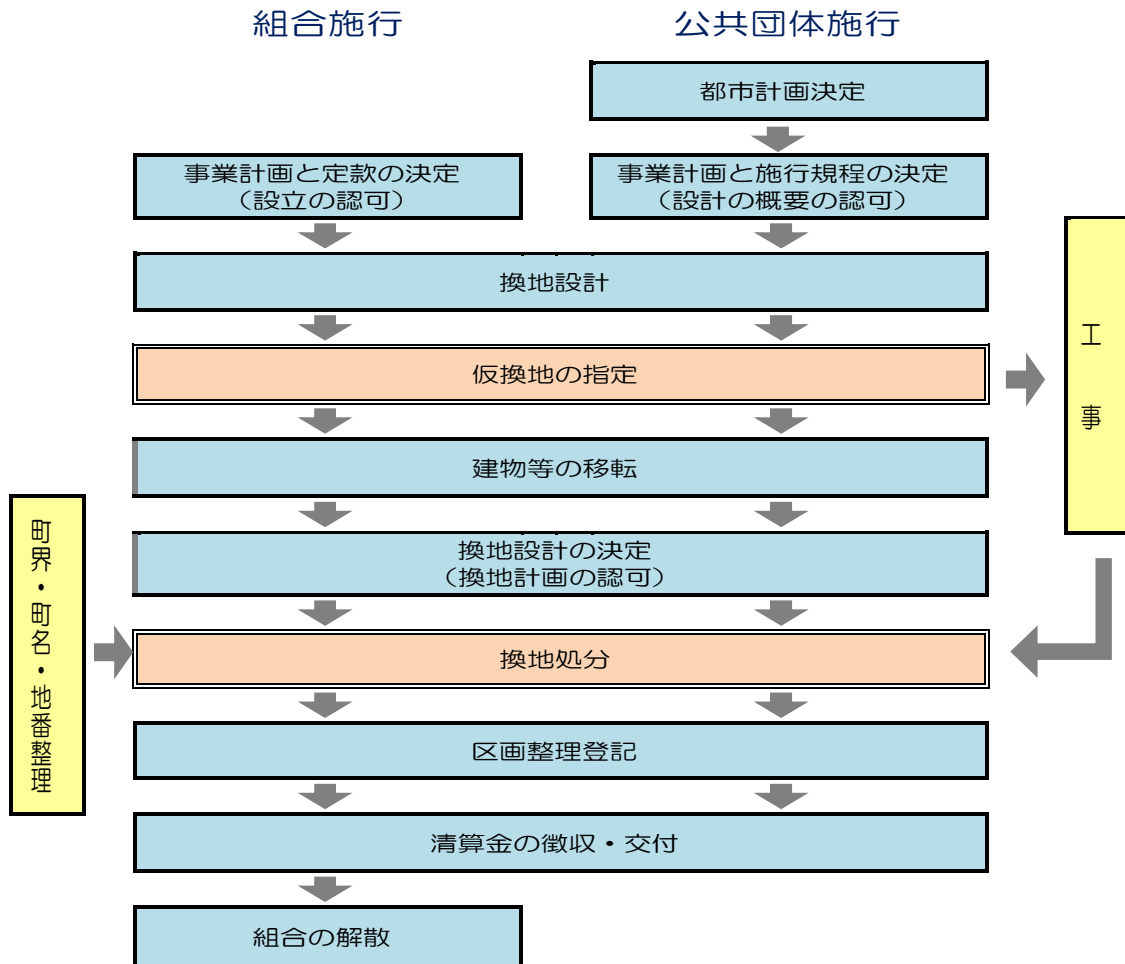 組合施行
公共団体施行
都市計画決定
事業計画と定款の決定
（設立の認可）
事業計画と施行規程の決定
（設計の概要の認可）
換地設計
工事
仮換地の指定
建物等の移転
町界・町名・地番整理
換地設計の決定
（換地計画の認可）
換地処分
区画整理登記
清算金の徴収・交付
組合の解散